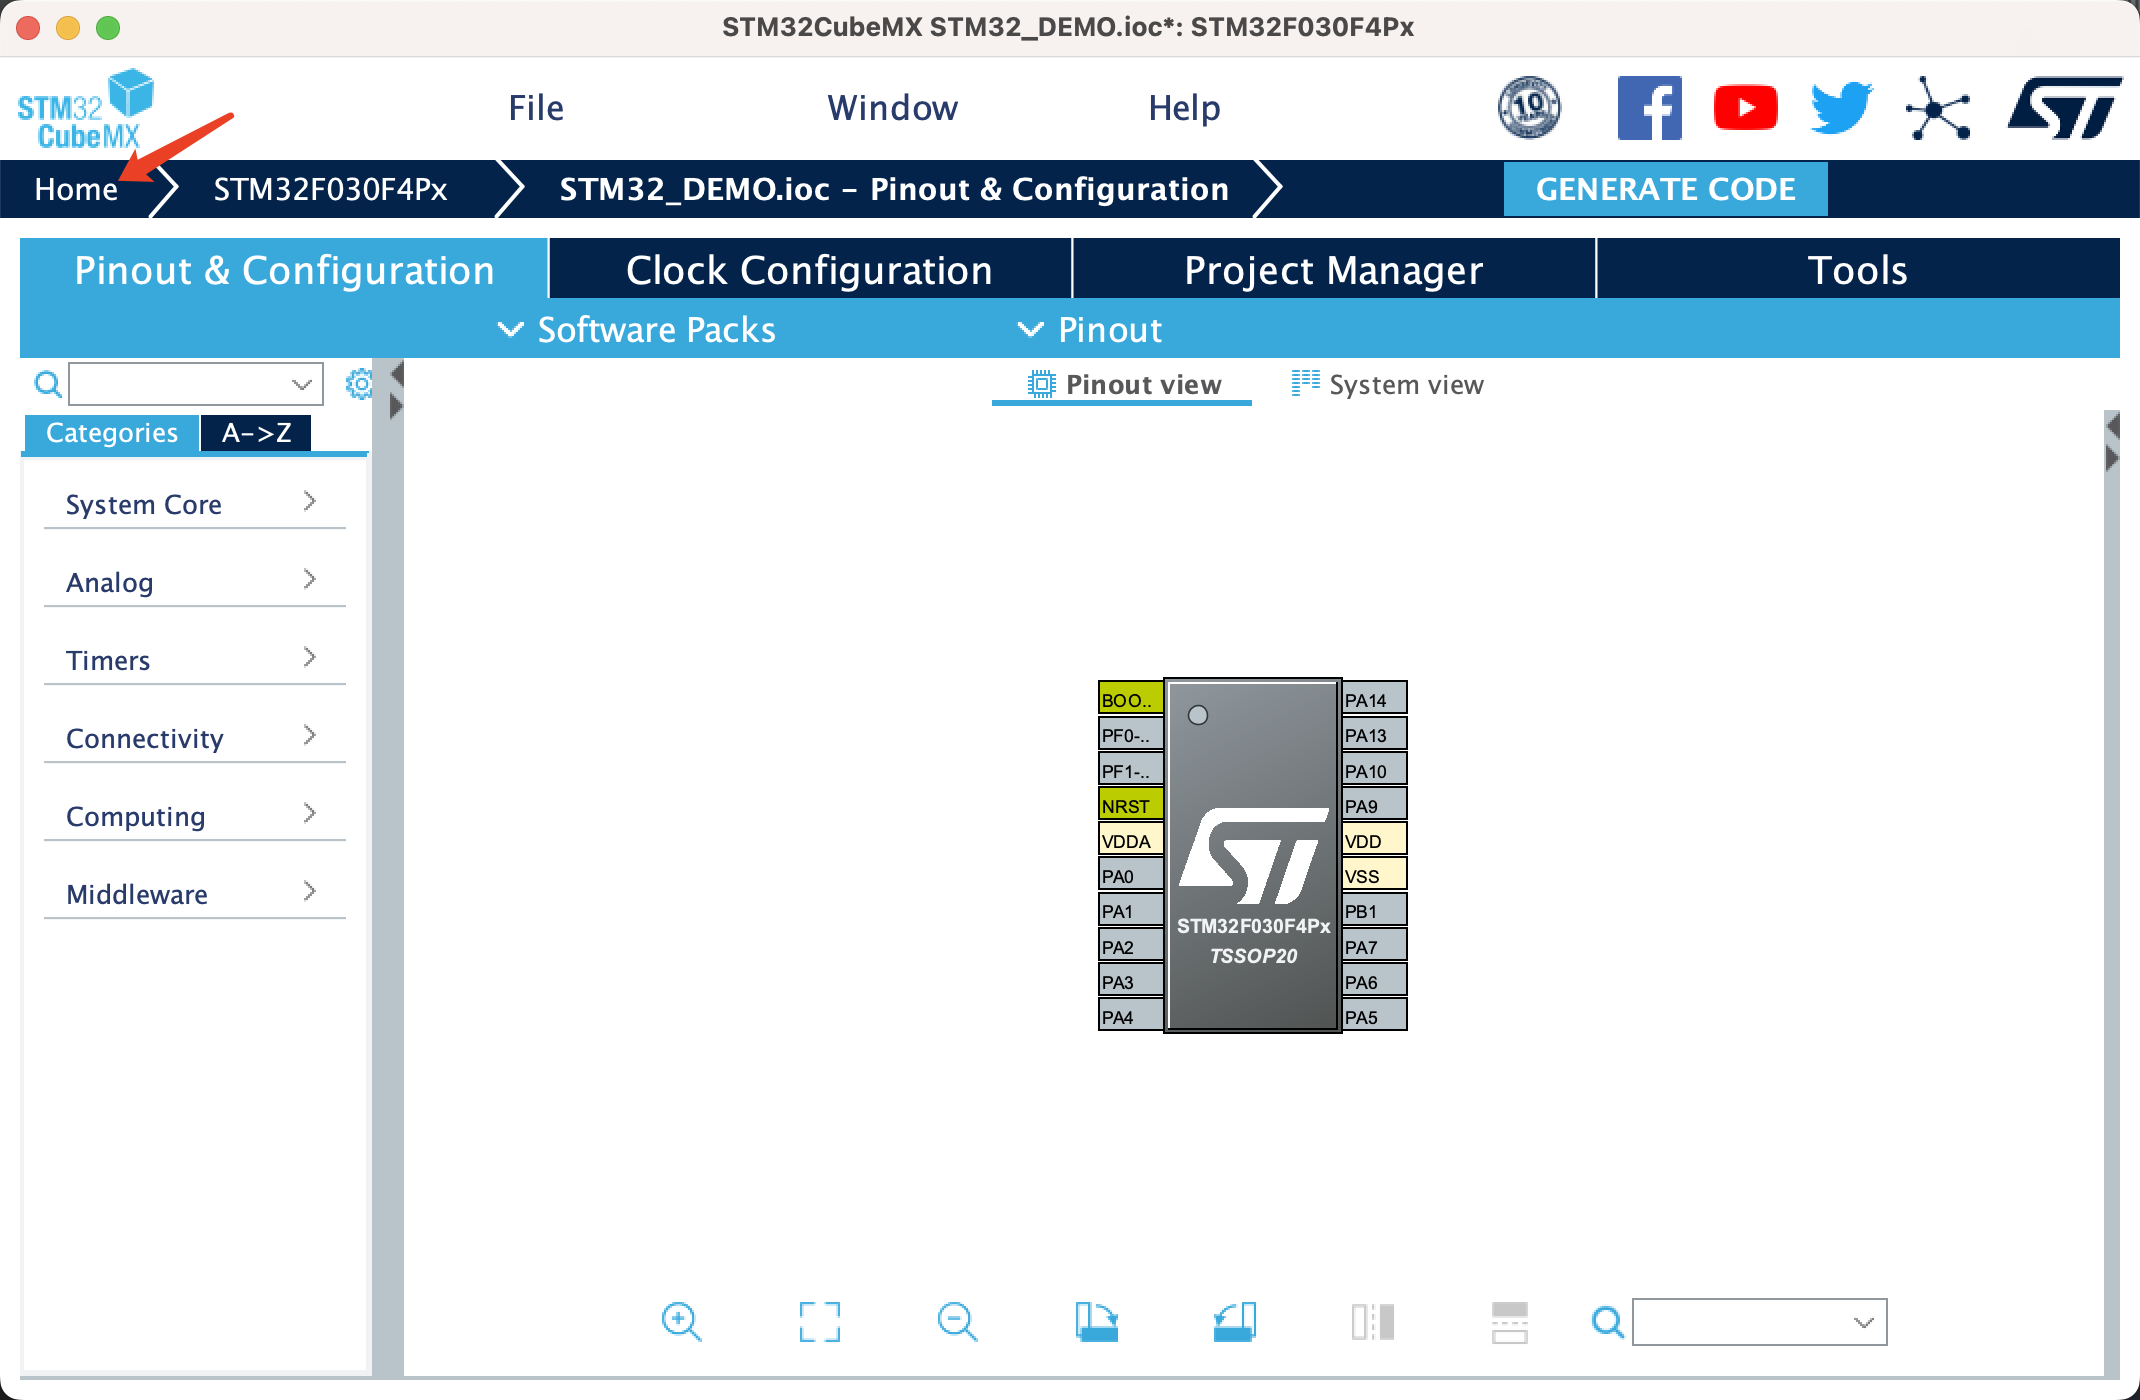 STM32CubeMX STM32_DEMO.ioc*: STM32F030F4Px
STM32
CubeMX
File
Window
Help
10
Home
STM32F030F4Px
STM32_DEMO.ioc – Pinout & Configuration
GENERATE CODE
Pinout & Configuration
Clock Configuration
Project Manager
Tools
Software Packs
Pinout
Pinout view
System view
Categories
A->Z
System Core
Analog
Timers
Connectivity
Computing
Middleware
BOO..
PF0-..
PF1-..
NRST
VDDA
PA0
PA1
PA2
PA3
PA4
ST
STM32F030F4Px
TSSOP20
PA14
PA13
PA10
PA9
VDD
VSS
PB1
PA7
PA6
PA5